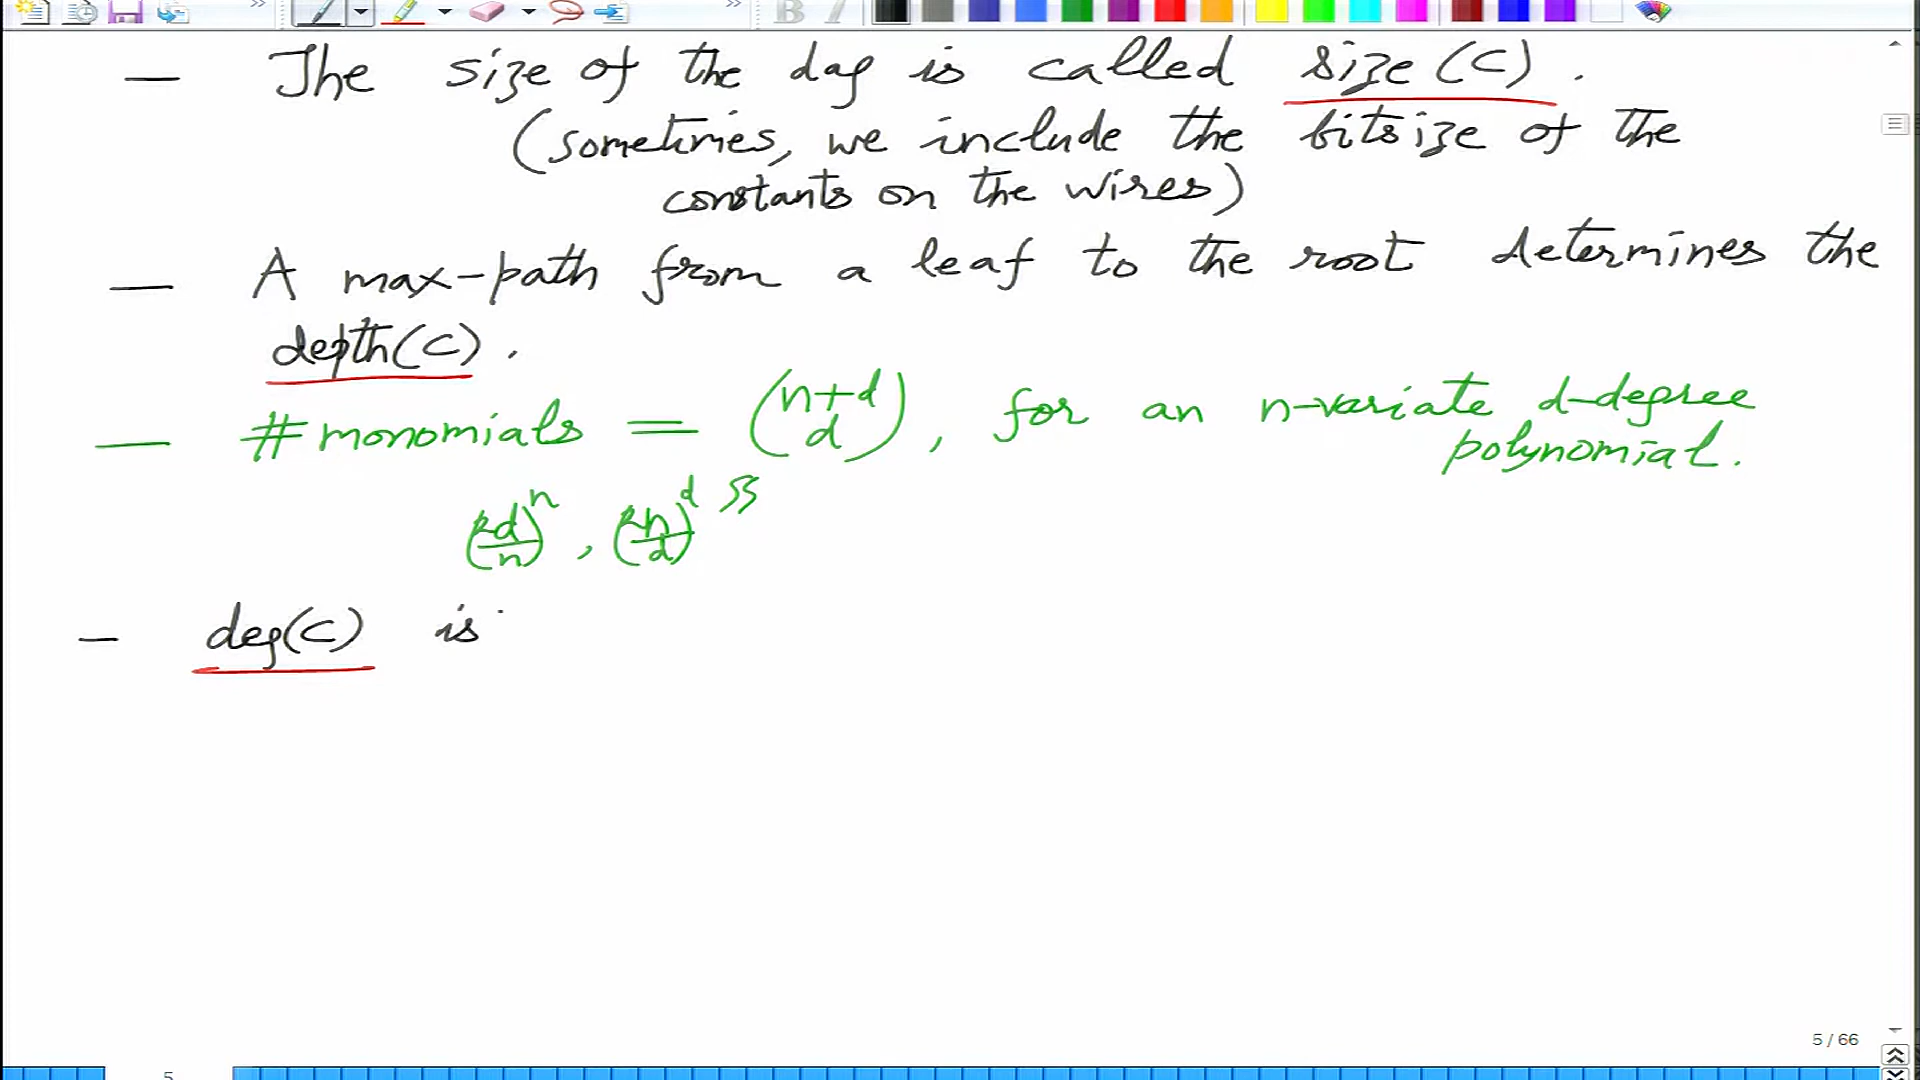 — The size of the dag is called size(C).
(sometimes, we include the bitsize of the
constants on the wires)
— A max-path from a leaf to the root determines the
depth(C).
— #monomials = (n+d d), for an n-variate d-degree
polynomial.
(d/n)^n, (n/d)^d
— deg(C) is
5 / 66
5